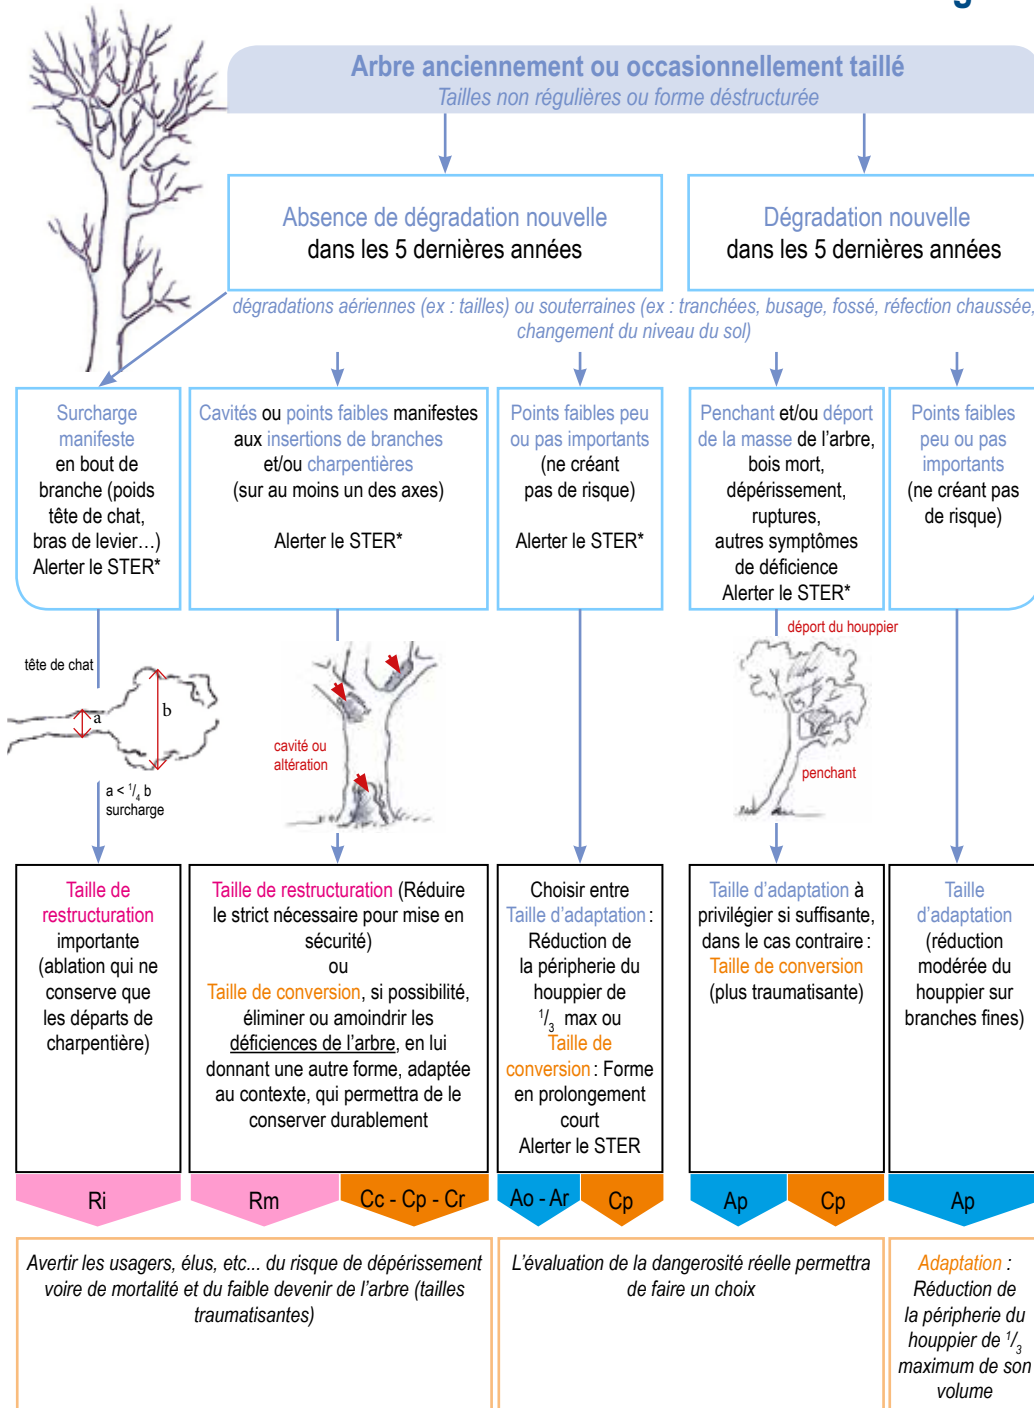 g
Arbre anciennement ou occasionnellement taillé
Tailles non régulières ou forme déstructurée
Absence de dégradation nouvelle
dans les 5 dernières années
Dégradation nouvelle
dans les 5 dernières années
dégradations aériennes (ex : tailles) ou souterraines (ex : tranchées, busage, fossé, réfection chaussée,
changement du niveau du sol)
Surcharge
manifeste
en bout de
branche (poids
tête de chat,
bras de levier…)
Alerter le STER*
Cavités ou points faibles manifestes
aux insertions de branches
et/ou charpentières
(sur au moins un des axes)
Alerter le STER*
Points faibles peu
ou pas importants
(ne créant
pas de risque)
Alerter le STER*
Penchant et/ou déport
de la masse de l'arbre,
bois mort,
dépérissement,
ruptures,
autres symptômes
de déficience
Alerter le STER*
Points faibles
peu ou pas
importants
(ne créant pas
de risque)
tête de chat
a
b
a < 1/4 b
surcharge
cavité ou
altération
déport du houppier
penchant
Taille de
restructuration
importante
(ablation qui ne
conserve que
les départs de
charpentière)
Taille de restructuration (Réduire
le strict nécessaire pour mise en
sécurité)
ou
Taille de conversion, si possibilité,
éliminer ou amoindrir les
déficiences de l'arbre, en lui
donnant une autre forme, adaptée
au contexte, qui permettra de le
conserver durablement
Choisir entre
Taille d'adaptation :
Réduction de
la péripherie du
houppier de
1/3 max ou
Taille de
conversion : Forme
en prolongement
court
Alerter le STER
Taille d'adaptation à
privilégier si suffisante,
dans le cas contraire :
Taille de conversion
(plus traumatisante)
Taille
d'adaptation
(réduction
modérée du
houppier sur
branches fines)
Ri
Rm
Cc - Cp - Cr
Ao - Ar
Cp
Ap
Cp
Ap
Avertir les usagers, élus, etc... du risque de dépérissement
voire de mortalité et du faible devenir de l'arbre (tailles
traumatisantes)
L'évaluation de la dangerosité réelle permettra
de faire un choix
Adaptation :
Réduction de
la péripherie du
houppier de 1/3
maximum de son
volume